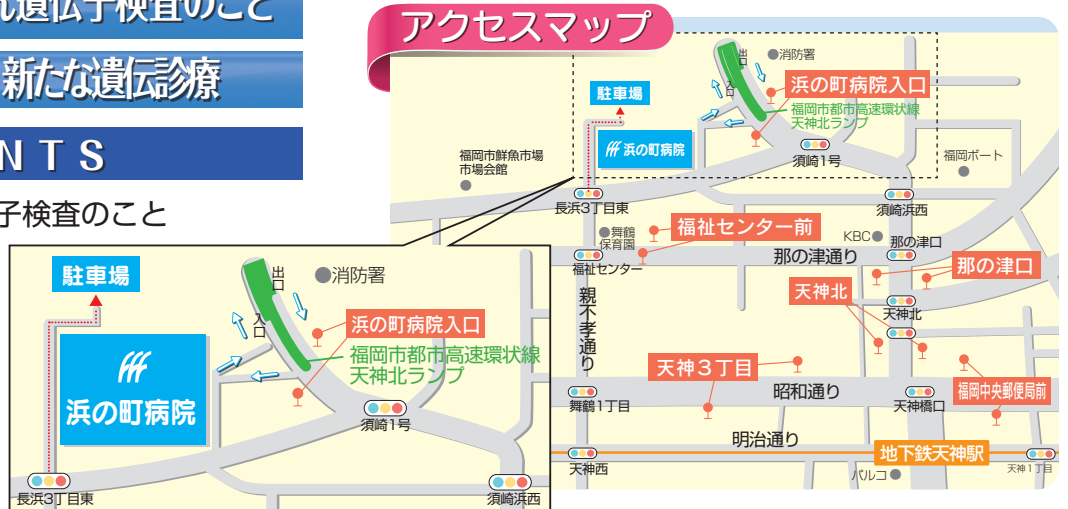 遺伝子検査のこと
新たな遺伝診療
NTS
子検査のこと
アクセスマップ
出口
入口
消防署
駐車場
浜の町病院入口
福岡市都市高速環状線
天神北ランプ
浜の町病院
須崎1号
福岡市鮮魚市場
市場会館
福岡ボート
長浜3丁目東
須崎浜西
舞鶴
保育園
福祉センター前
KBC
那の津口
福祉センター
那の津通り
那の津口
天神北
天神北
親不孝通り
天神3丁目
昭和通り
福岡中央郵便局前
舞鶴1丁目
天神橋口
明治通り
地下鉄天神駅
天神西
パルコ
天神1丁目
駐車場
出口
入口
消防署
浜の町病院入口
福岡市都市高速環状線
天神北ランプ
浜の町病院
須崎1号
長浜3丁目東
須崎浜西